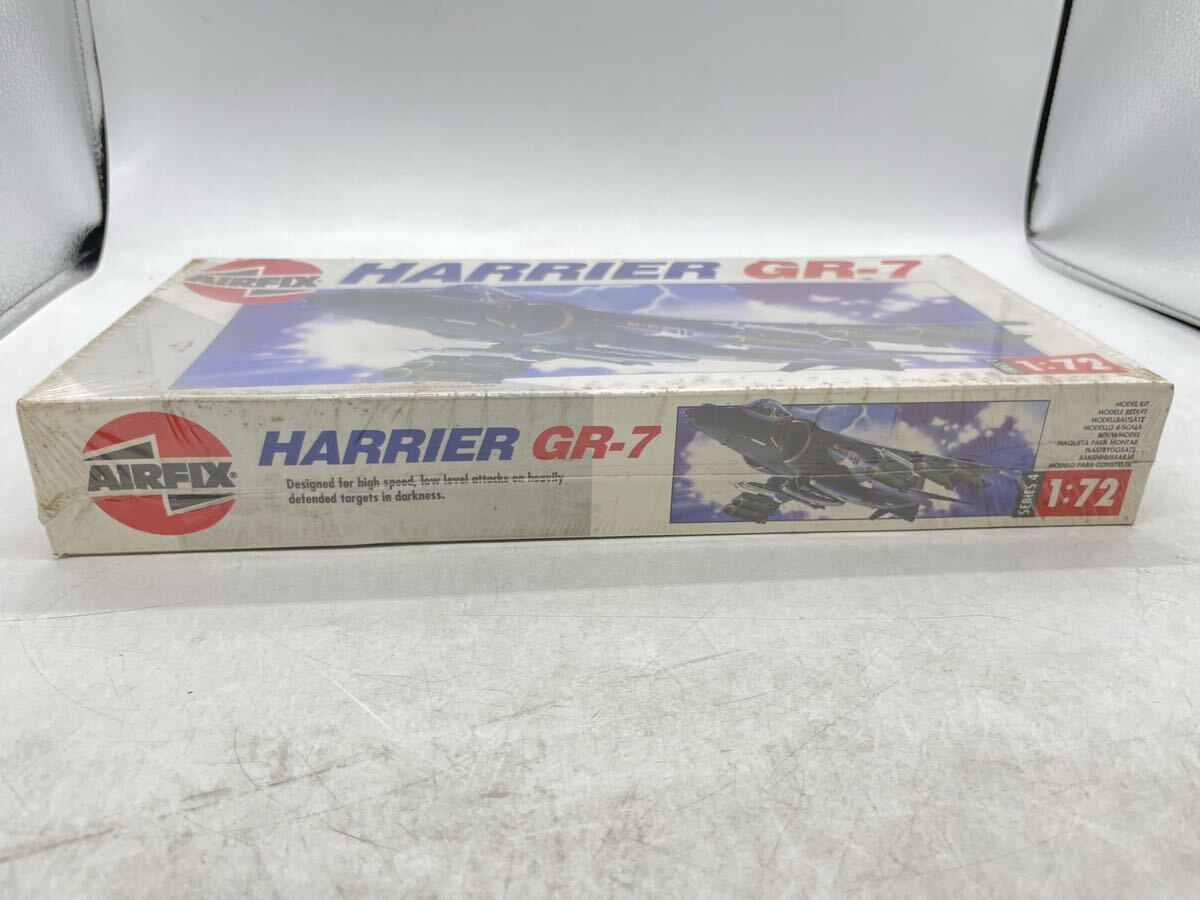 AIRFIX
HARRIER GR-7
1:72
AIRFIX®
HARRIER GR-7
Designed for high speed, low level attacks on heavily
defended targets in darkness.
MODEL KIT
MODELE REDUIT
MODELLBAUSATZ
MODELLO A SCALA
BOUWMODEL
MAQUETA PARA MONTAR
PLASTBYGGSATS
RAKENNUSSARJA
MODELO PARA CONSTRUIR
SERIES 4
1:72